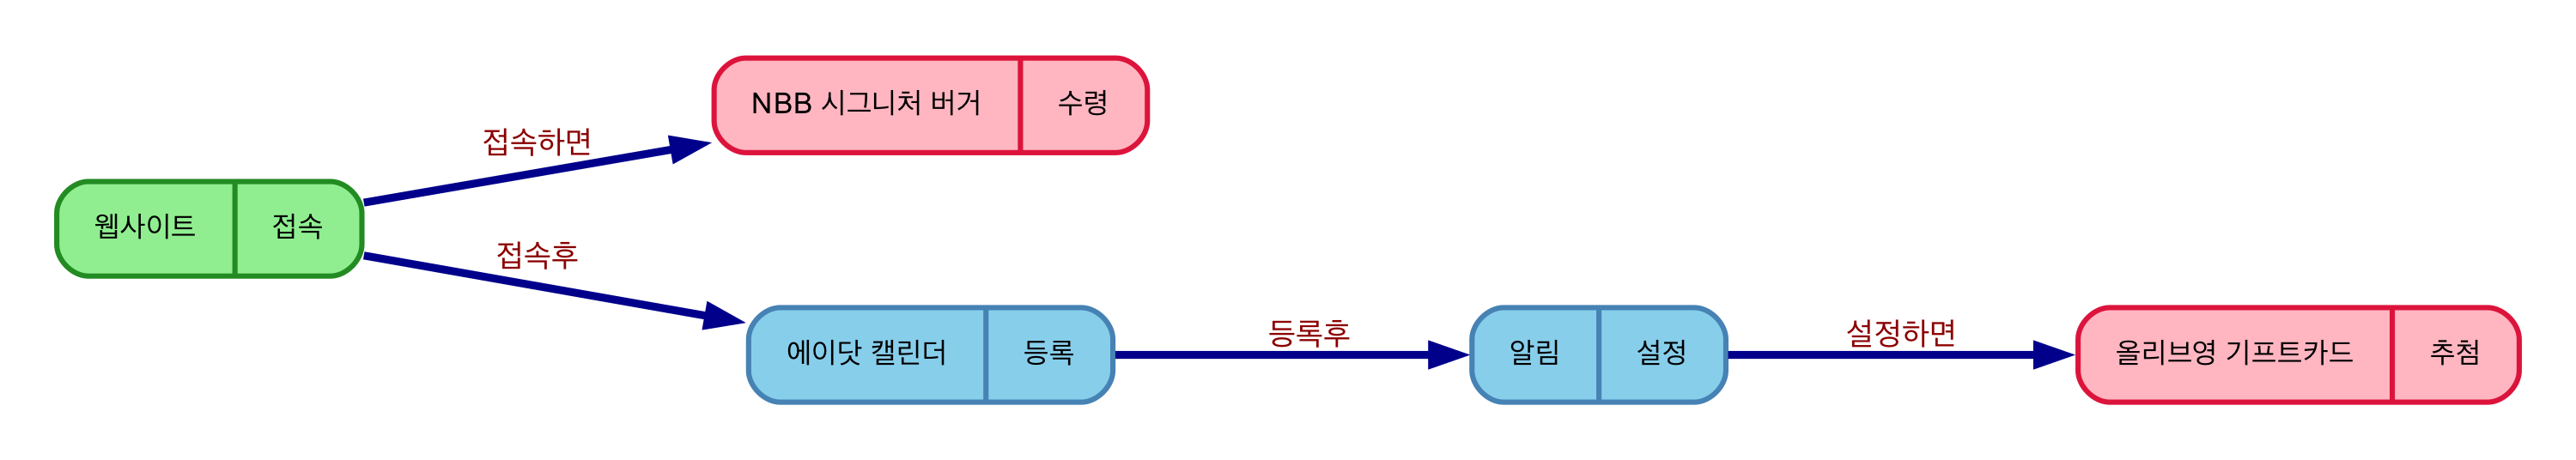 NBB 시그니처 버거 수령
접속하면
웹사이트 접속
접속후
에이닷 캘린더 등록
등록후
알림 설정
설정하면
올리브영 기프트카드 추첨